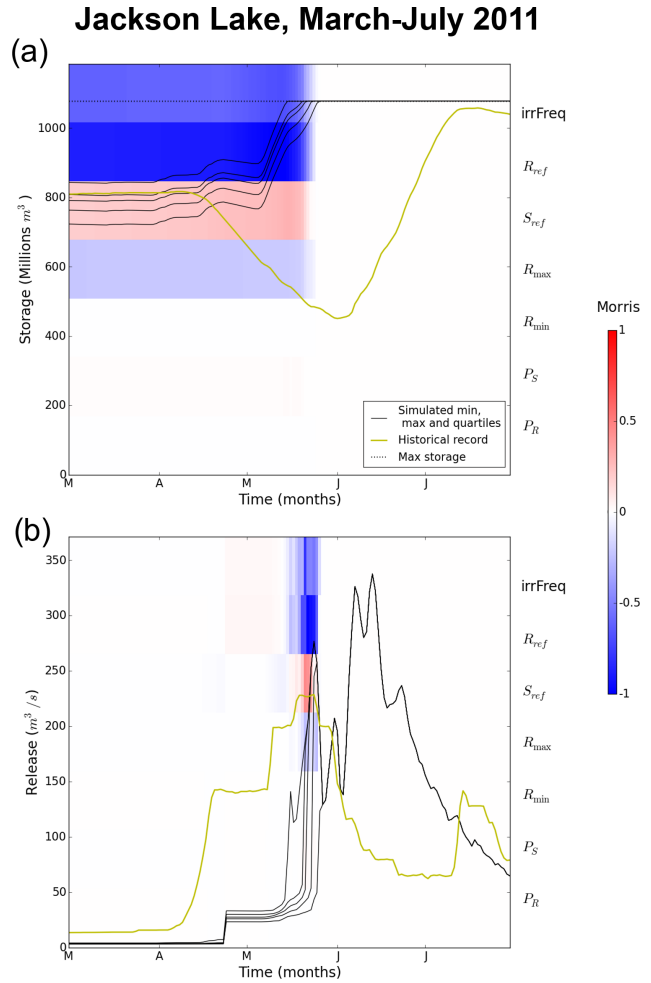 Jackson Lake, March-July 2011
(a)
1000
800
600
400
200
0
Storage (Millions m³)
M A M J J
Time (months)
irrFreq
R_ref
S_ref
R_max
R_min
P_S
P_R
Simulated min,
max and quartiles
Historical record
Max storage
Morris
1
0.5
0
-0.5
-1
(b)
350
300
250
200
150
100
50
0
Release (m³/s)
M A M J J
Time (months)
irrFreq
R_ref
S_ref
R_max
R_min
P_S
P_R